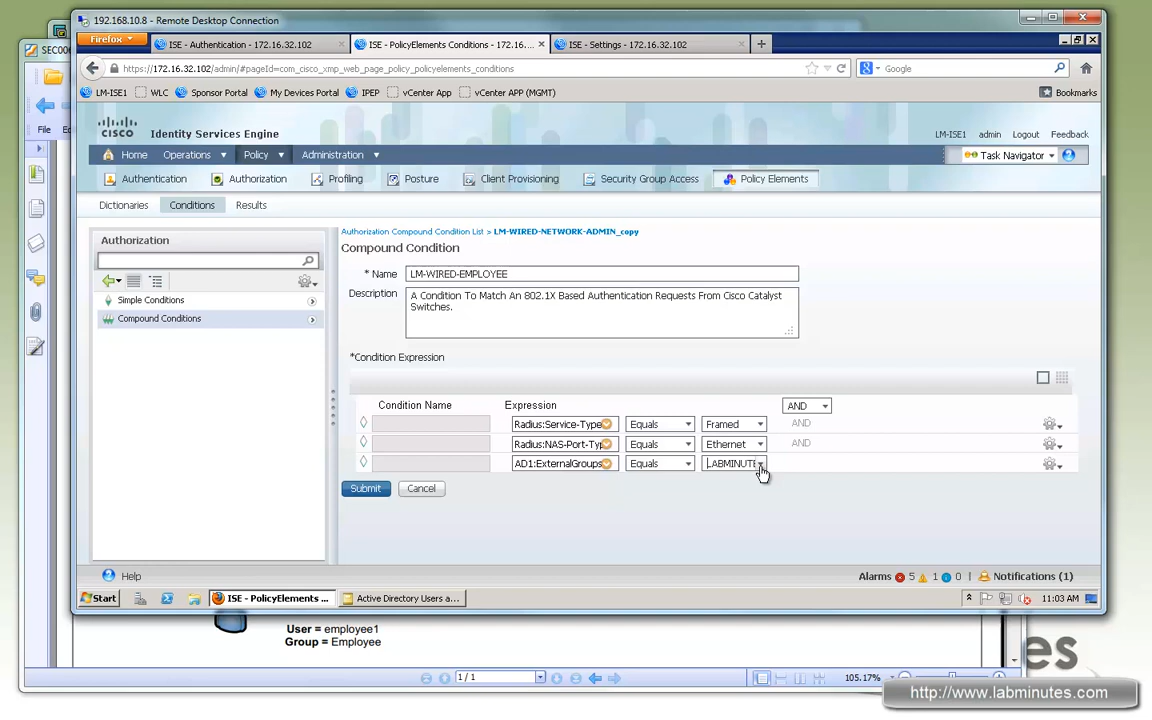 192.168.10.8 - Remote Desktop Connection
Firefox
ISE - Authentication - 172.16.32.102
ISE - PolicyElements Conditions - 172.16....
ISE - Settings - 172.16.32.102
https://172.16.32.102/admin/#pageId=com_cisco_xmp_web_page_policy_policyelements_conditions
Google
LM-ISE1
WLC
Sponsor Portal
My Devices Portal
IPEP
vCenter App
vCenter APP (MGMT)
Bookmarks
File
CISCO
Identity Services Engine
LM-ISE1
admin
Logout
Feedback
Home
Operations
Policy
Administration
Task Navigator
Authentication
Authorization
Profiling
Posture
Client Provisioning
Security Group Access
Policy Elements
Dictionaries
Conditions
Results
Authorization
Simple Conditions
Compound Conditions
Authorization Compound Condition List > LM-WIRED-NETWORK-ADMIN_copy
Compound Condition
* Name LM-WIRED-EMPLOYEE
Description A Condition To Match An 802.1X Based Authentication Requests From Cisco Catalyst
Switches.
*Condition Expression
Condition Name Expression AND
Radius:Service-Type Equals Framed AND
Radius:NAS-Port-Typ Equals Ethernet AND
AD1:ExternalGroups Equals LABMINUTE
Submit Cancel
Help
Alarms 5 1 0 Notifications (1)
Start
ISE - PolicyElements ...
Active Directory Users a...
11:03 AM
User = employee1
Group = Employee
es
1 / 1
105.17%
http://www.labminutes.com